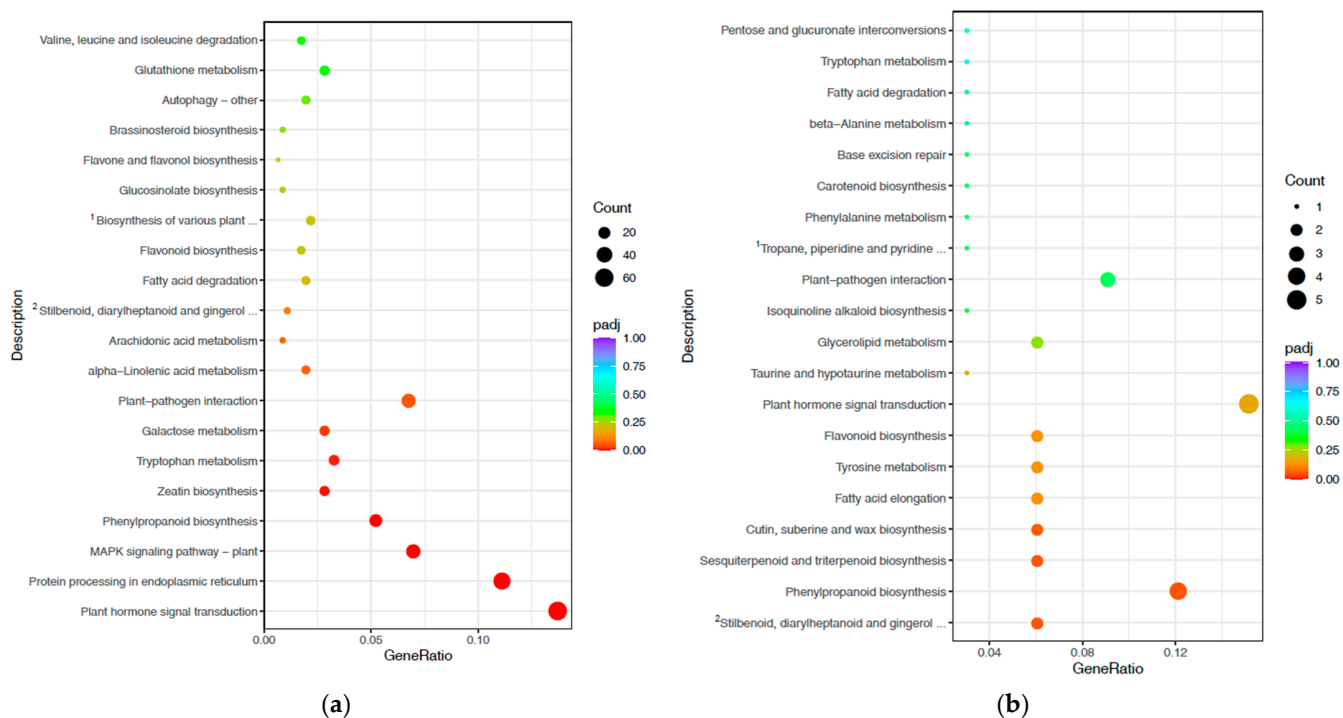 Description
Valine, leucine and isoleucine degradation
Glutathione metabolism
Autophagy – other
Brassinosteroid biosynthesis
Flavone and flavonol biosynthesis
Glucosinolate biosynthesis
1 Biosynthesis of various plant ...
Flavonoid biosynthesis
Fatty acid degradation
2 Stilbenoid, diarylheptanoid and gingerol ...
Arachidonic acid metabolism
alpha–Linolenic acid metabolism
Plant–pathogen interaction
Galactose metabolism
Tryptophan metabolism
Zeatin biosynthesis
Phenylpropanoid biosynthesis
MAPK signaling pathway – plant
Protein processing in endoplasmic reticulum
Plant hormone signal transduction
0.00 0.05 0.10
GeneRatio
Count
20
40
60
padj
1.00
0.75
0.50
0.25
0.00
(a)
Description
Pentose and glucuronate interconversions
Tryptophan metabolism
Fatty acid degradation
beta–Alanine metabolism
Base excision repair
Carotenoid biosynthesis
Phenylalanine metabolism
1Tropane, piperidine and pyridine ...
Plant–pathogen interaction
Isoquinoline alkaloid biosynthesis
Glycerolipid metabolism
Taurine and hypotaurine metabolism
Plant hormone signal transduction
Flavonoid biosynthesis
Tyrosine metabolism
Fatty acid elongation
Cutin, suberine and wax biosynthesis
Sesquiterpenoid and triterpenoid biosynthesis
Phenylpropanoid biosynthesis
2Stilbenoid, diarylheptanoid and gingerol ...
0.04 0.08 0.12
GeneRatio
Count
1
2
3
4
5
padj
1.00
0.75
0.50
0.25
0.00
(b)